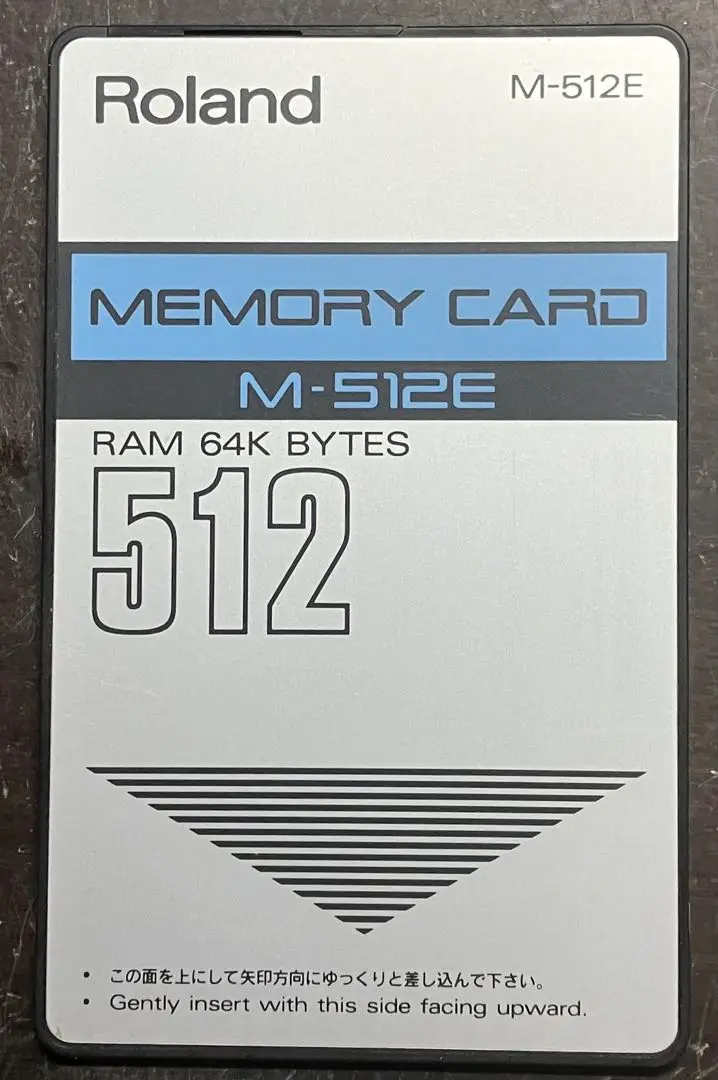 Roland
M-512E
MEMORY CARD
M-512E
RAM 64K BYTES
512
• この面を上にして矢印方向にゆっくりと差し込んで下さい。
• Gently insert with this side facing upward.